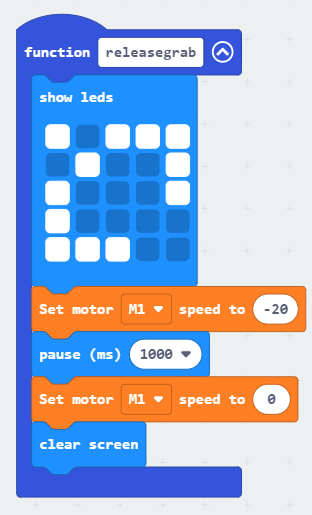 function releasegrab
show leds
Set motor M1 speed to -20
pause (ms) 1000
Set motor M1 speed to 0
clear screen